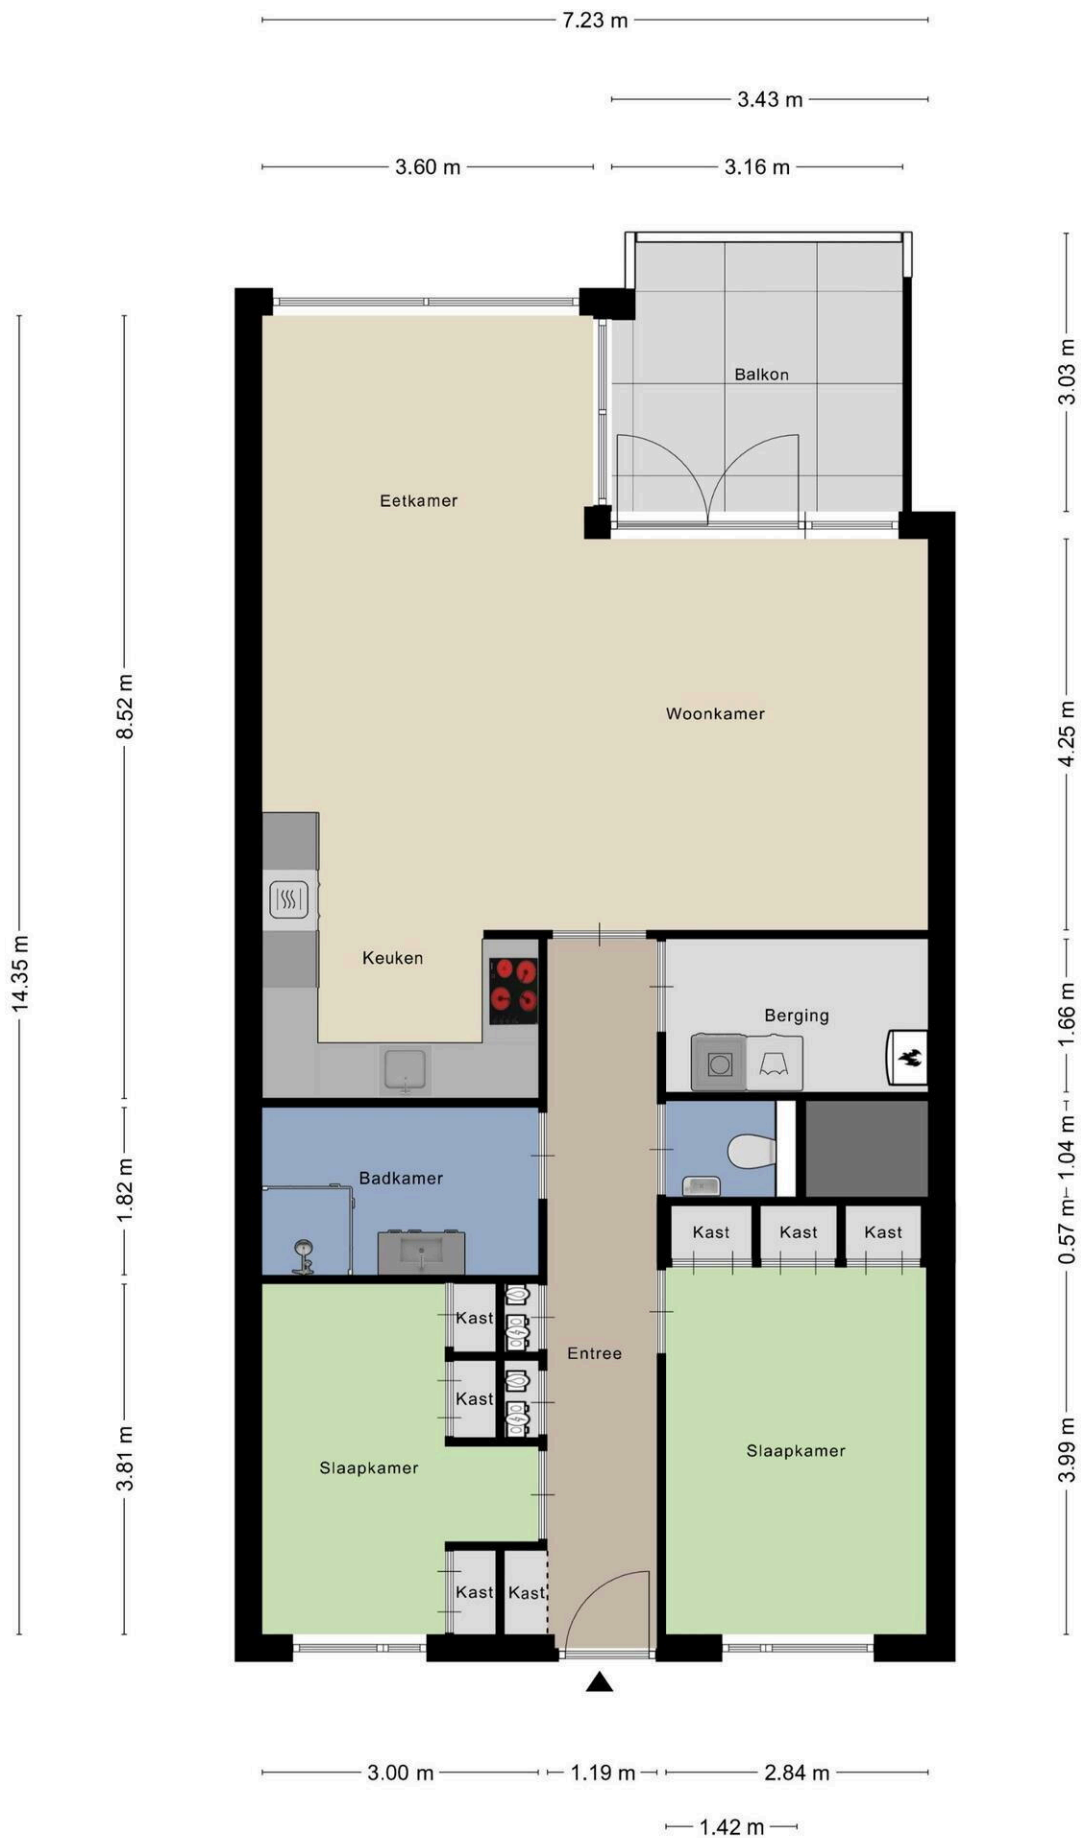 7.23 m
3.43 m
3.60 m
3.16 m
Balkon
3.03 m
Eetkamer
8.52 m
Woonkamer
4.25 m
14.35 m
Keuken
Berging
1.66 m
1.04 m
Badkamer
1.82 m
Kast Kast Kast
0.57 m
Kast
Entree
Kast
Slaapkamer
Slaapkamer
3.81 m
3.99 m
Kast Kast
3.00 m
1.19 m
2.84 m
1.42 m